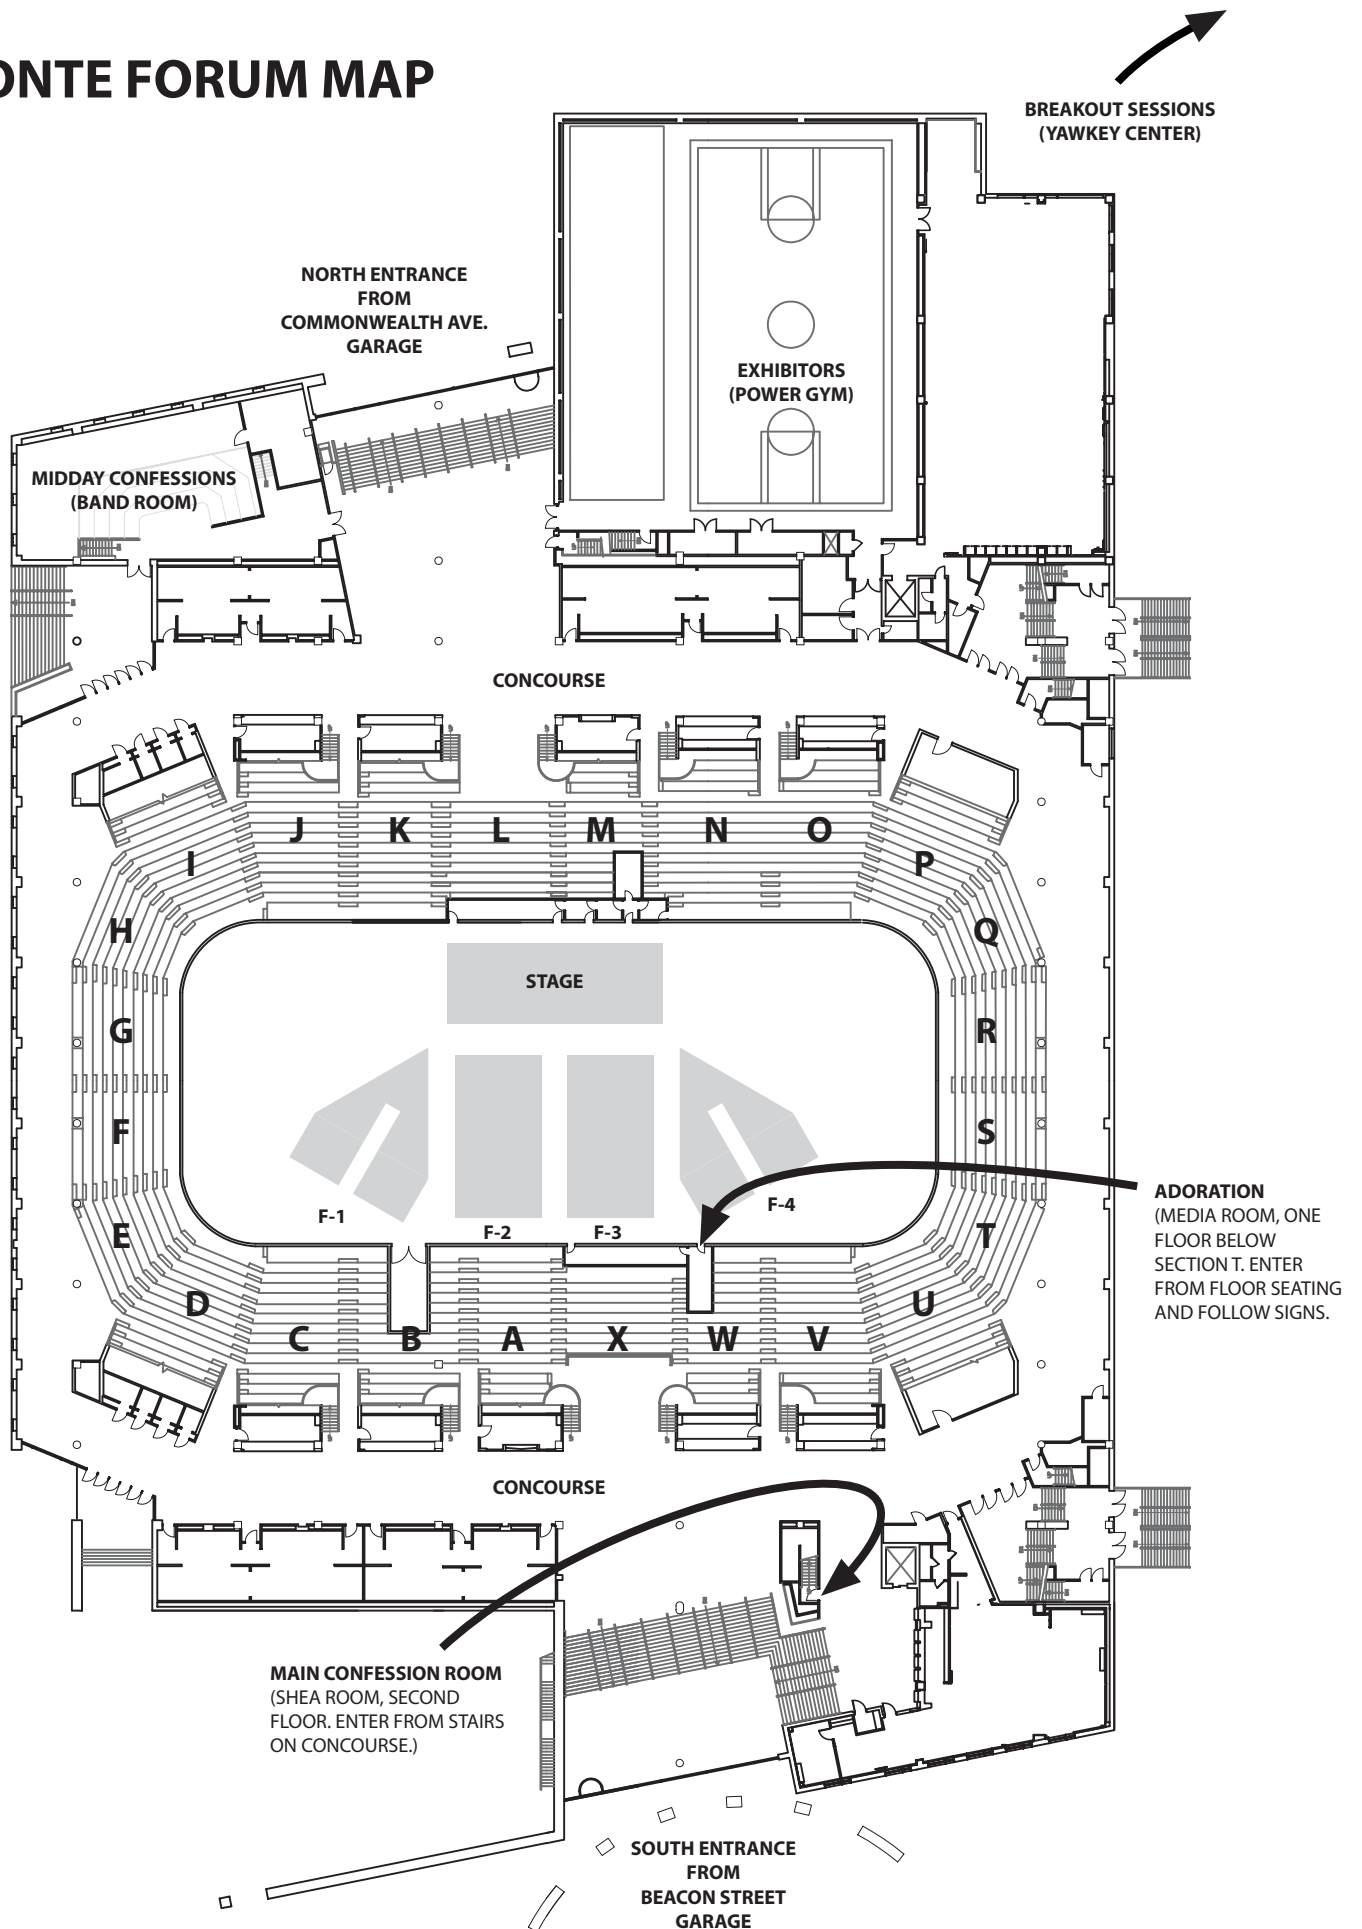 ONTE FORUM MAP
BREAKOUT SESSIONS
(YAWKEY CENTER)
NORTH ENTRANCE
FROM
COMMONWEALTH AVE.
GARAGE
EXHIBITORS
(POWER GYM)
MIDDAY CONFESSIONS
(BAND ROOM)
CONCOURSE
J K L M N O
I P
H Q
STAGE
G R
F S
ADORATION
(MEDIA ROOM, ONE
FLOOR BELOW
SECTION T. ENTER
FROM FLOOR SEATING
AND FOLLOW SIGNS.
F-1 F-4
F-2 F-3
E T
D U
C B A X W V
CONCOURSE
MAIN CONFESSION ROOM
(SHEA ROOM, SECOND
FLOOR. ENTER FROM STAIRS
ON CONCOURSE.)
SOUTH ENTRANCE
FROM
BEACON STREET
GARAGE